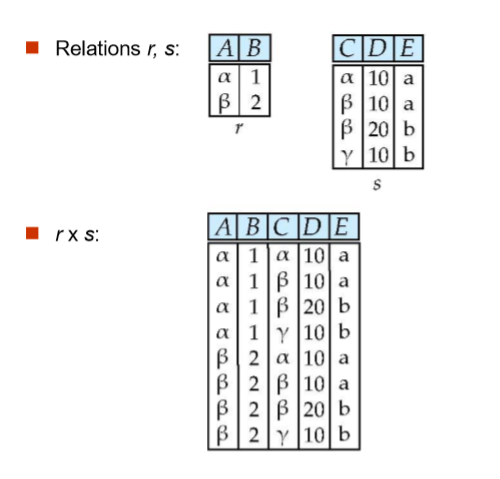 Relations r, s:
A B
α 1
β 2
r
C D E
α 10 a
β 10 a
β 20 b
γ 10 b
s
r x s:
A B C D E
α 1 α 10 a
α 1 β 10 a
α 1 β 20 b
α 1 γ 10 b
β 2 α 10 a
β 2 β 10 a
β 2 β 20 b
β 2 γ 10 b